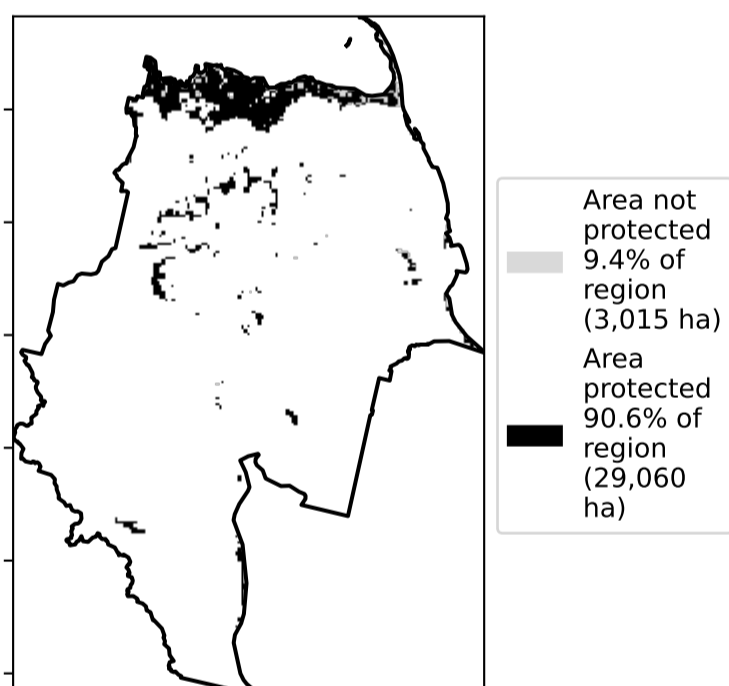 Area not
protected
9.4% of
region
(3,015 ha)
Area
protected
90.6% of
region
(29,060
ha)